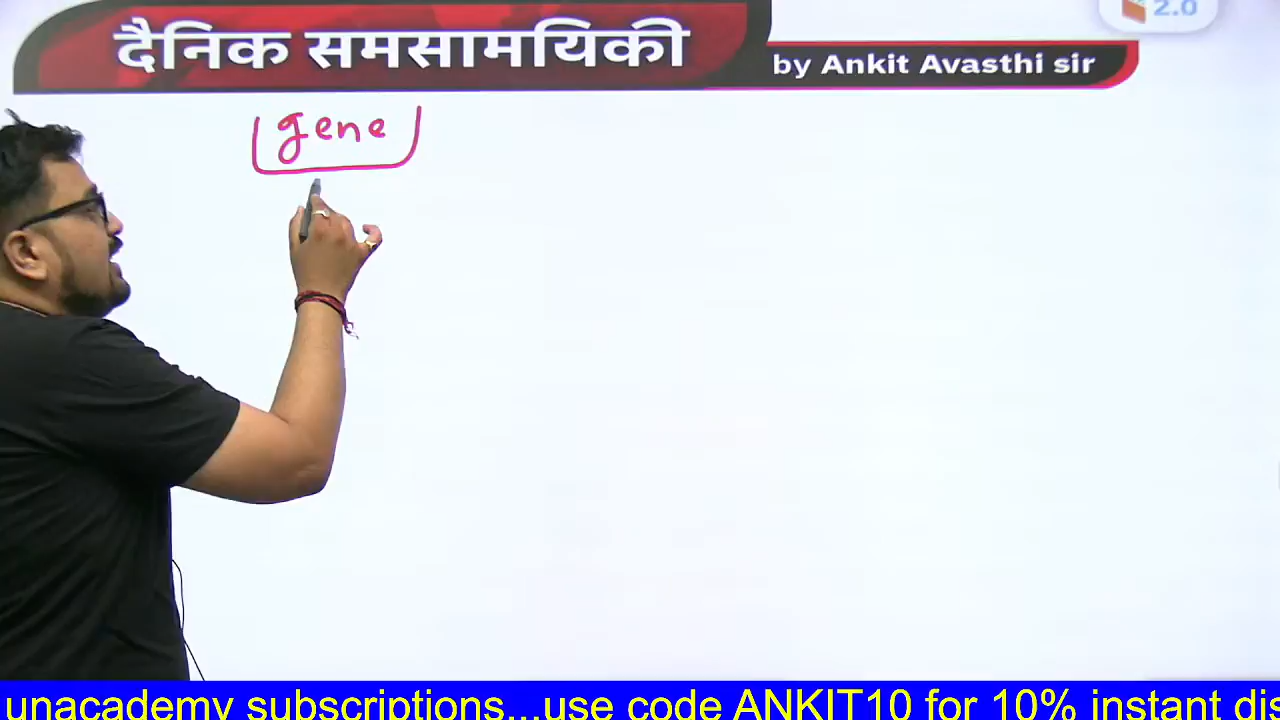 दैनिक समसामयिकी
by Ankit Avasthi sir
2.0
gene
unacademy subscriptions...use code ANKIT10 for 10% instant dis